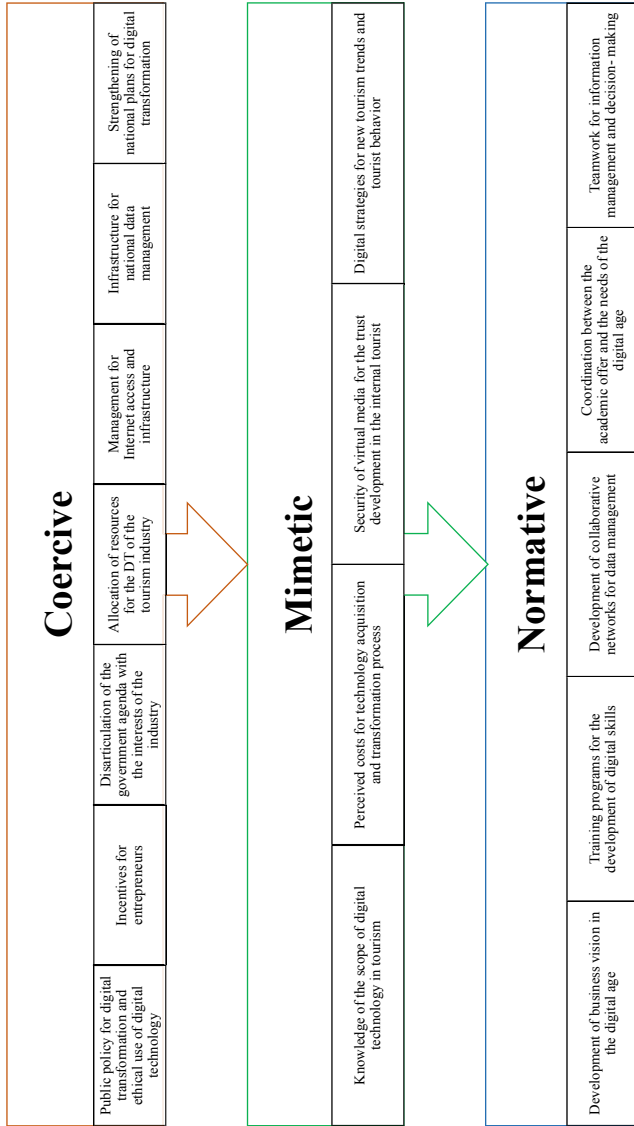 Coercive
Public policy for digital
transformation and
ethical use of digital
technology
Incentives for
entrepreneurs
Disarticulation of the
government agenda with
the interests of the
industry
Allocation of resources
for the DT of the
tourism industry
Management for
Internet access and
infrastructure
Infrastructure for
national data
management
Strengthening of
national plans for digital
transformation
Mimetic
Knowledge of the scope of digital
technology in tourism
Perceived costs for technology acquisition
and transformation process
Security of virtual media for the trust
development in the internal tourist
Digital strategies for new tourism trends and
tourist behavior
Normative
Development of business vision in
the digital age
Training programs for the
development of digital skills
Development of collaborative
networks for data management
Coordination between the
academic offer and the needs of the
digital age
Teamwork for information
management and decision- making